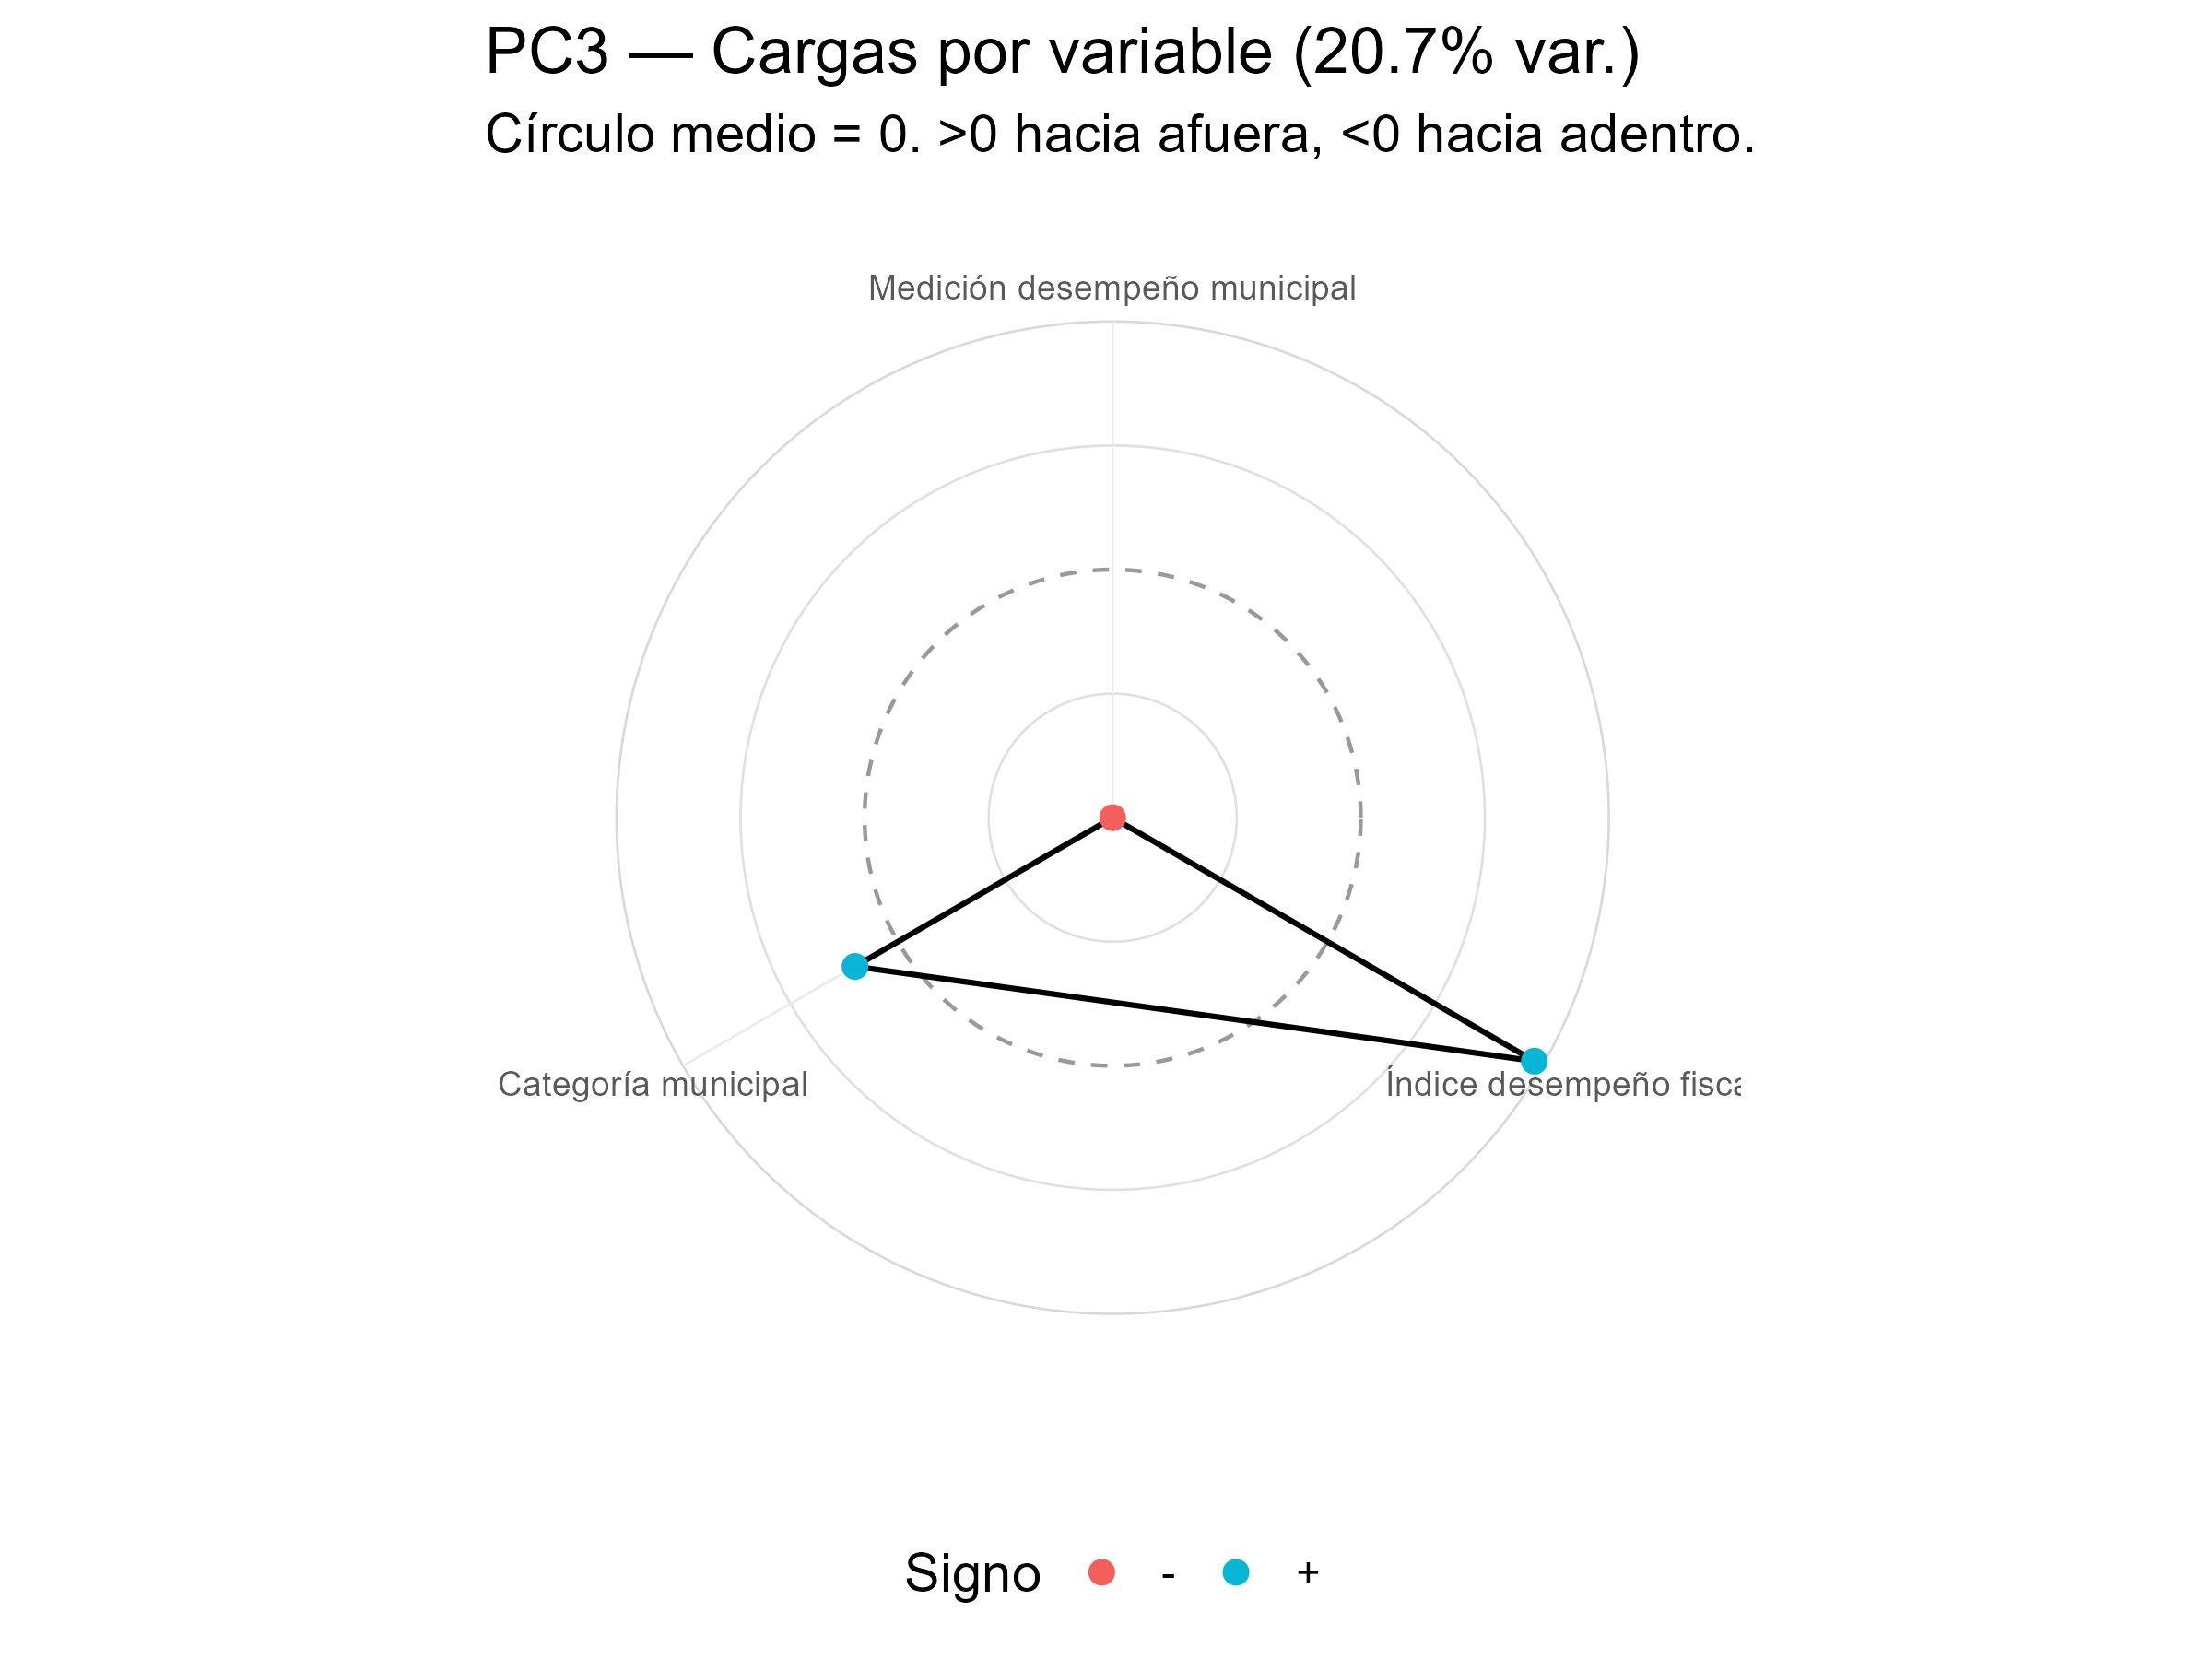 PC3 — Cargas por variable (20.7% var.)
Círculo medio = 0. >0 hacia afuera, <0 hacia adentro.
Medición desempeño municipal
Categoría municipal
Índice desempeño fisca
Signo - +